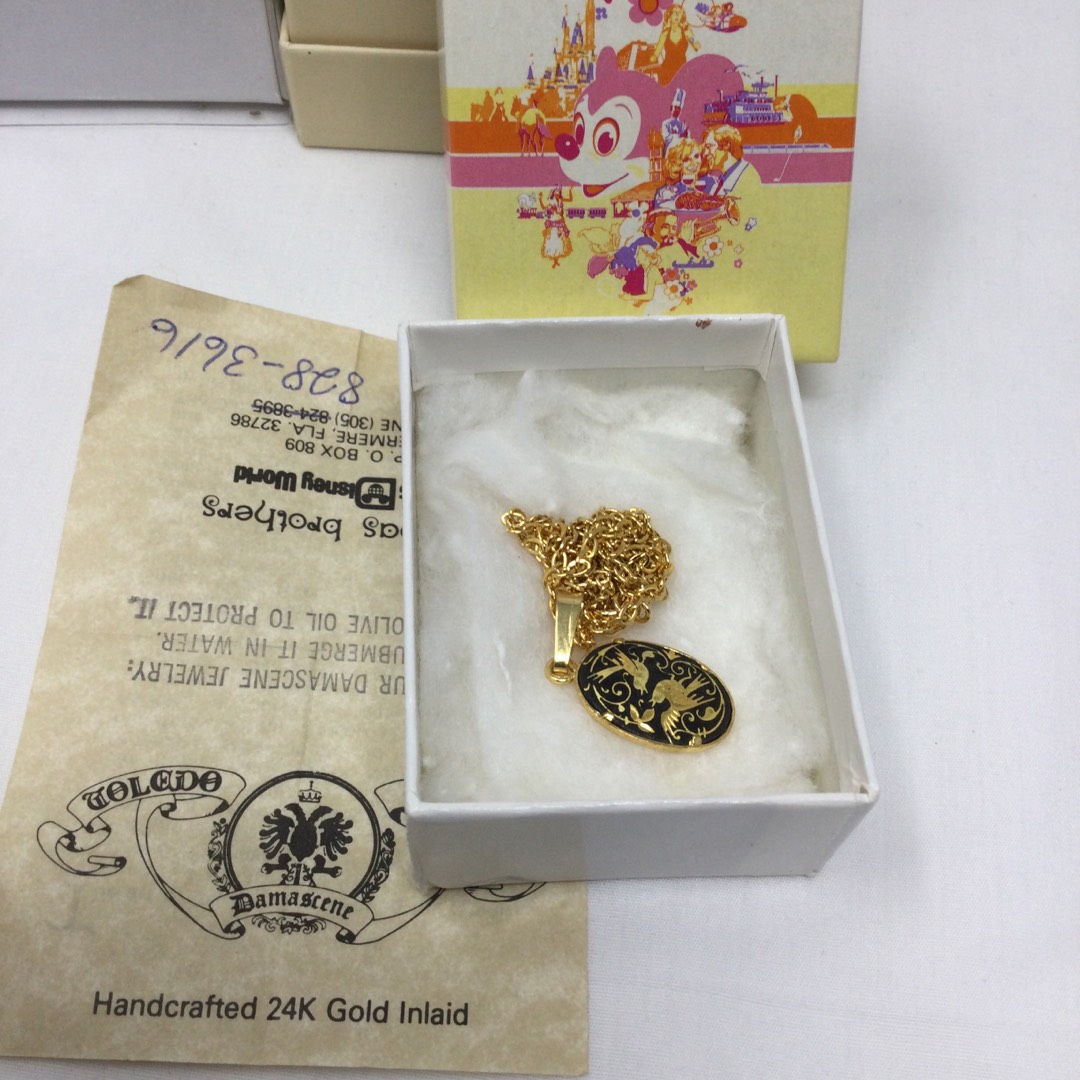 828-3616
NE (305) 824-3895
ERMERE, FLA. 32786
P. O. BOX 809
Disney World
bas brothers
OLIVE OIL TO PROTECT IT.
UBMERGE IT IN WATER.
UR DAMASCENE JEWELRY:
TOLEDO
Damascene
Handcrafted 24K Gold Inlaid